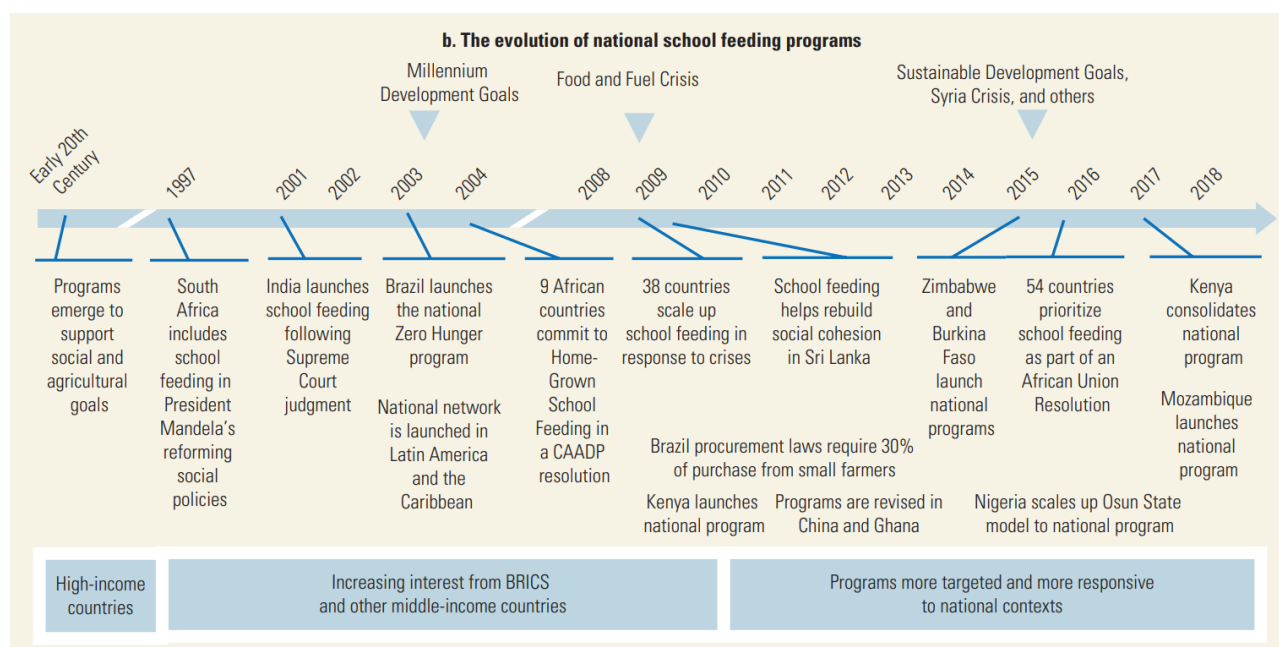 b. The evolution of national school feeding programs
Millennium
Development Goals
Food and Fuel Crisis
Sustainable Development Goals,
Syria Crisis, and others
Early 20th
Century
1997
2001
2002
2003
2004
2008
2009
2010
2011
2012
2013
2014
2015
2016
2017
2018
Programs
emerge to
support
social and
agricultural
goals
South
Africa
includes
school
feeding in
President
Mandela's
reforming
social
policies
India launches
school feeding
following
Supreme
Court
judgment
Brazil launches
the national
Zero Hunger
program
National network
is launched in
Latin America
and the
Caribbean
9 African
countries
commit to
Home-
Grown
School
Feeding in
a CAADP
resolution
38 countries
scale up
school feeding in
response to crises
School feeding
helps rebuild
social cohesion
in Sri Lanka
Brazil procurement laws require 30%
of purchase from small farmers
Kenya launches
national program
Programs are revised in
China and Ghana
Zimbabwe
and
Burkina
Faso
launch
national
programs
54 countries
prioritize
school feeding
as part of an
African Union
Resolution
Nigeria scales up Osun State
model to national program
Kenya
consolidates
national
program
Mozambique
launches
national
program
High-income
countries
Increasing interest from BRICS
and other middle-income countries
Programs more targeted and more responsive
to national contexts